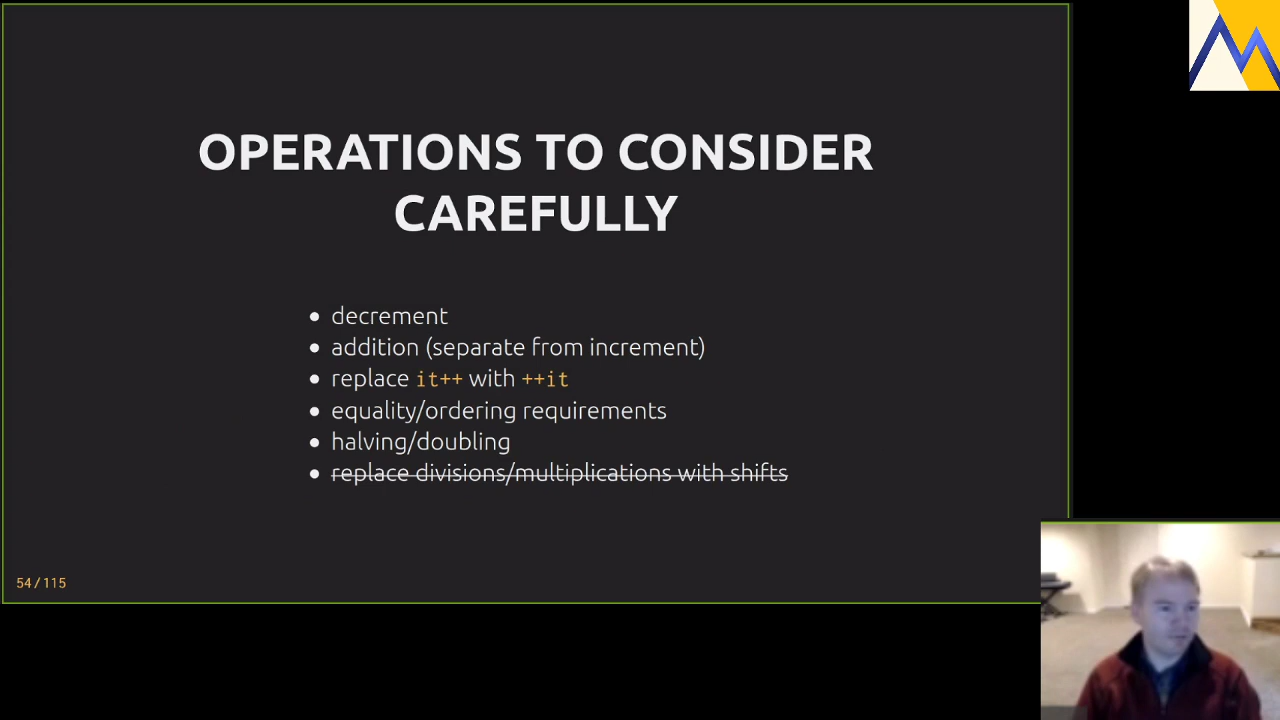 OPERATIONS TO CONSIDER
CAREFULLY
• decrement
• addition (separate from increment)
• replace it++ with ++it
• equality/ordering requirements
• halving/doubling
• replace divisions/multiplications with shifts
54 / 115